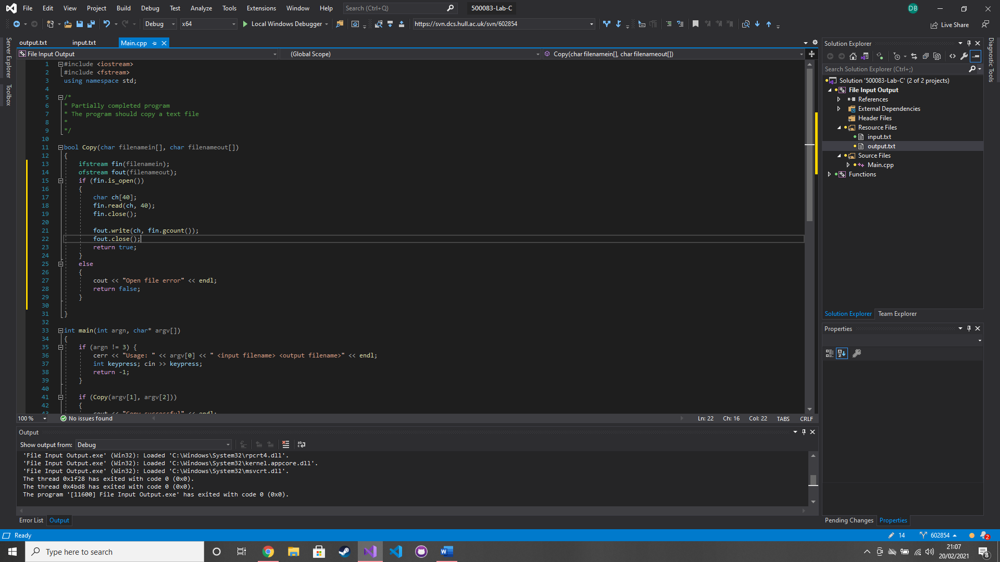 File Edit View Project Build Debug Test Analyze Tools Extensions Window Help Search (Ctrl+Q) 500083-Lab-C DB
Debug x64 Local Windows Debugger https://svn.dcs.hull.ac.uk/svn/602854 Live Share
Server Explorer
Toolbox
output.txt input.txt Main.cpp
File Input Output (Global Scope) Copy(char filenamein[], char filenameout[])
1 #include <iostream>
2 #include <fstream>
3 using namespace std;
4
5 /*
6 * Partially completed program
7 * The program should copy a text file
8 *
9 */
10
11 bool Copy(char filenamein[], char filenameout[])
12 {
13 ifstream fin(filenamein);
14 ofstream fout(filenameout);
15 if (fin.is_open())
16 {
17 char ch[40];
18 fin.read(ch, 40);
19 fin.close();
20
21 fout.write(ch, fin.gcount());
22 fout.close();
23 return true;
24 }
25 else
26 {
27 cout << "Open file error" << endl;
28 return false;
29 }
30
31 }
32
33 int main(int argn, char* argv[])
34 {
35 if (argn != 3) {
36 cerr << "Usage: " << argv[0] << " <input filename> <output filename>" << endl;
37 int keypress; cin >> keypress;
38 return -1;
39 }
40
41 if (Copy(argv[1], argv[2]))
42 {
43 cout << "Copy successful" << endl;
100 % No issues found Ln: 22 Ch: 16 Col: 22 TABS CRLF
Output
Show output from: Debug
'File Input Output.exe' (Win32): Loaded 'C:\Windows\System32\rpcrt4.dll'.
'File Input Output.exe' (Win32): Loaded 'C:\Windows\System32\kernel.appcore.dll'.
'File Input Output.exe' (Win32): Loaded 'C:\Windows\System32\msvcrt.dll'.
The thread 0x1f28 has exited with code 0 (0x0).
The thread 0x4bd8 has exited with code 0 (0x0).
The program '[11600] File Input Output.exe' has exited with code 0 (0x0).
Error List Output
Solution Explorer
Search Solution Explorer (Ctrl+;)
Solution '500083-Lab-C' (2 of 2 projects)
File Input Output
References
External Dependencies
Header Files
Resource Files
input.txt
output.txt
Source Files
Main.cpp
Functions
Solution Explorer Team Explorer
Properties
Pending Changes Properties
Diagnostic Tools
Ready 14 602854 2
Type here to search
21:07
20/02/2021
8